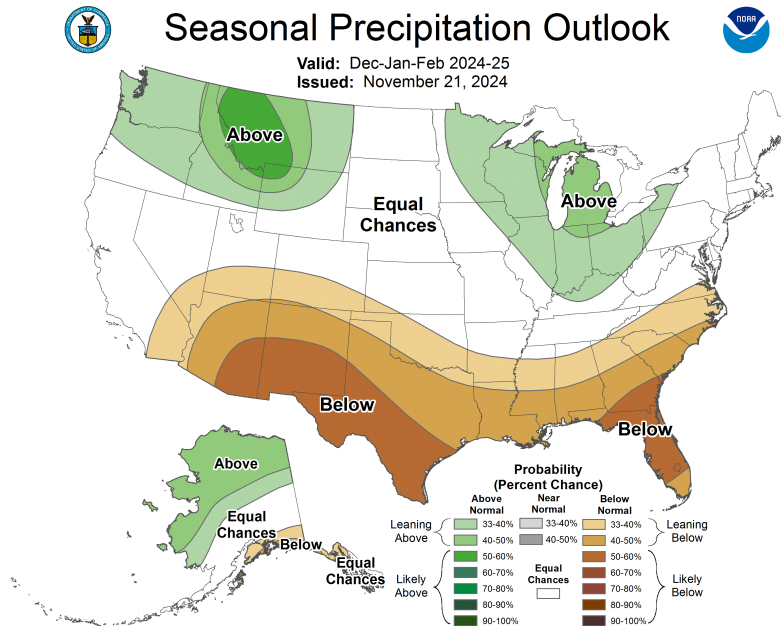 Seasonal Precipitation Outlook
NOAA
Valid: Dec-Jan-Feb 2024-25
Issued: November 21, 2024
Above
Above
Equal
Chances
Below
Below
Above
Equal
Chances
Below
Equal
Chances
Probability
(Percent Chance)
Above
Normal
Near
Normal
Below
Normal
Leaning
Above
33-40%
33-40%
33-40%
Leaning
Below
40-50%
40-50%
40-50%
Likely
Above
50-60%
50-60%
Likely
Below
60-70%
60-70%
70-80%
70-80%
80-90%
80-90%
90-100%
90-100%
Equal
Chances